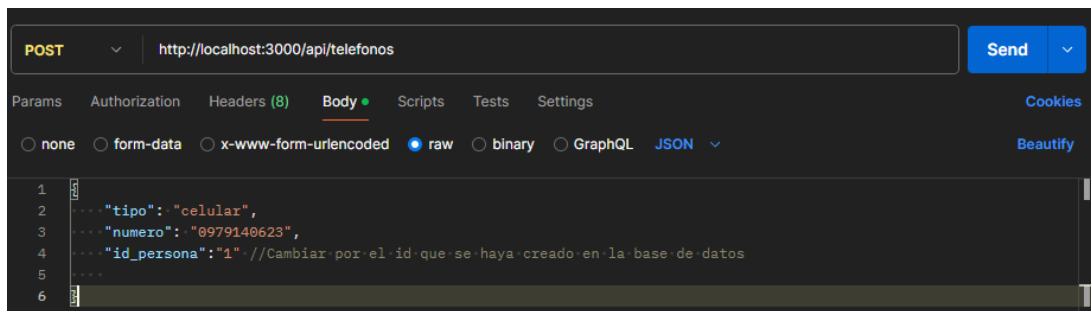 POST http://localhost:3000/api/telefonos Send
Params Authorization Headers (8) Body Scripts Tests Settings Cookies
none form-data x-www-form-urlencoded raw binary GraphQL JSON Beautify
1 {
2 "tipo": "celular",
3 "numero": "0979140623",
4 "id_persona":"1" //Cambiar por el id que se haya creado en la base de datos
5
6 }